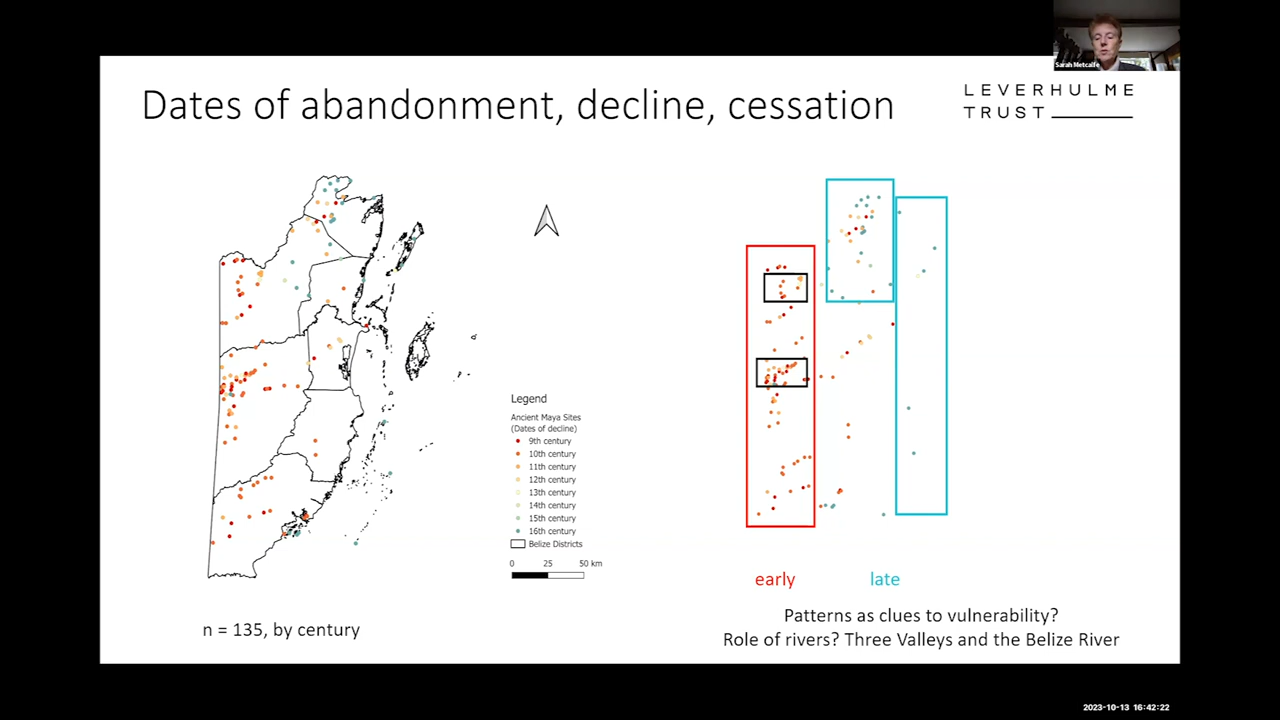 Sarah Metcalfe
Dates of abandonment, decline, cessation
LEVERHULME
TRUST
Legend
Ancient Maya Sites
(Dates of decline)
9th century
10th century
11th century
12th century
13th century
14th century
15th century
16th century
Belize Districts
0 25 50 km
early late
n = 135, by century
Patterns as clues to vulnerability?
Role of rivers? Three Valleys and the Belize River
2023-10-13 16:42:22